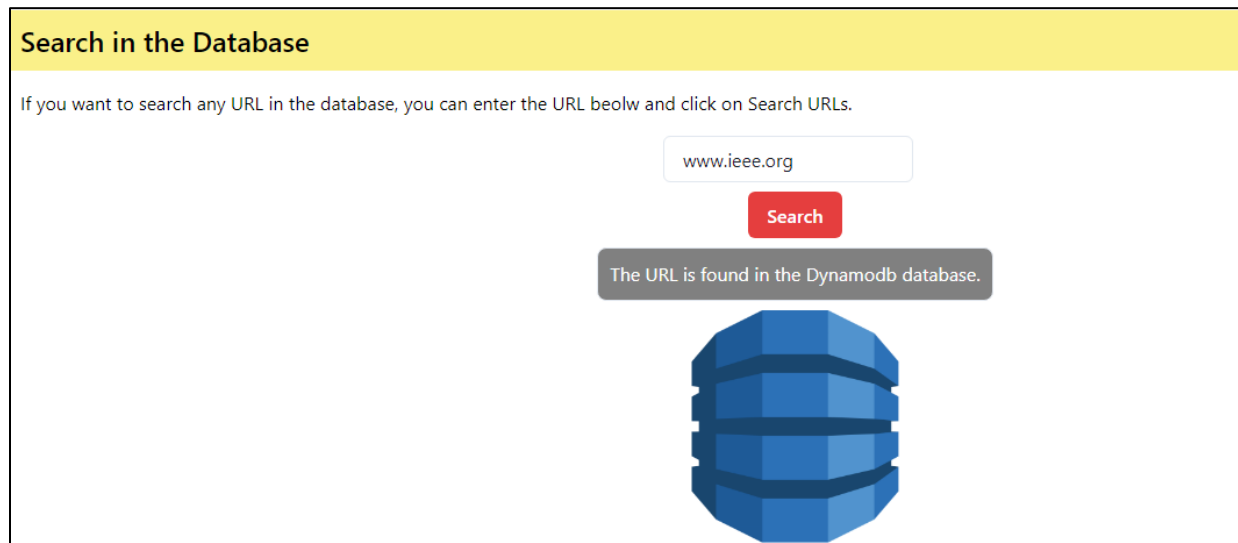 Search in the Database
If you want to search any URL in the database, you can enter the URL beolw and click on Search URLs.
www.ieee.org
Search
The URL is found in the Dynamodb database.